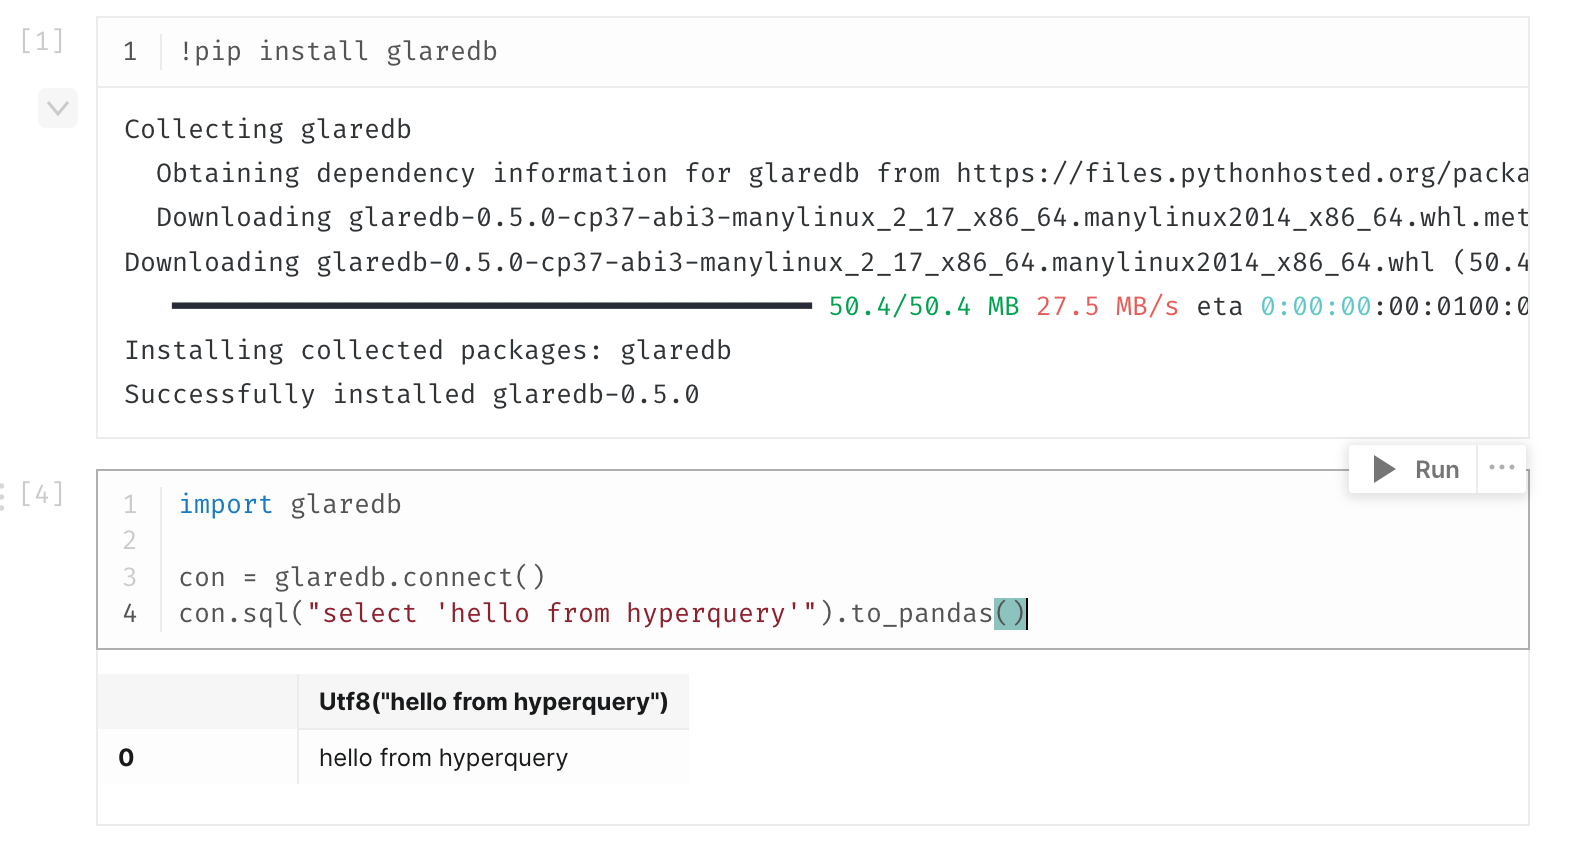 [1]
1 !pip install glaredb
Collecting glaredb
Obtaining dependency information for glaredb from https://files.pythonhosted.org/packa
Downloading glaredb-0.5.0-cp37-abi3-manylinux_2_17_x86_64.manylinux2014_x86_64.whl.met
Downloading glaredb-0.5.0-cp37-abi3-manylinux_2_17_x86_64.manylinux2014_x86_64.whl (50.4
50.4/50.4 MB 27.5 MB/s eta 0:00:00:00:0100:0
Installing collected packages: glaredb
Successfully installed glaredb-0.5.0
Run ...
[4]
1 import glaredb
2
3 con = glaredb.connect()
4 con.sql("select 'hello from hyperquery'").to_pandas()
Utf8("hello from hyperquery")
0 hello from hyperquery